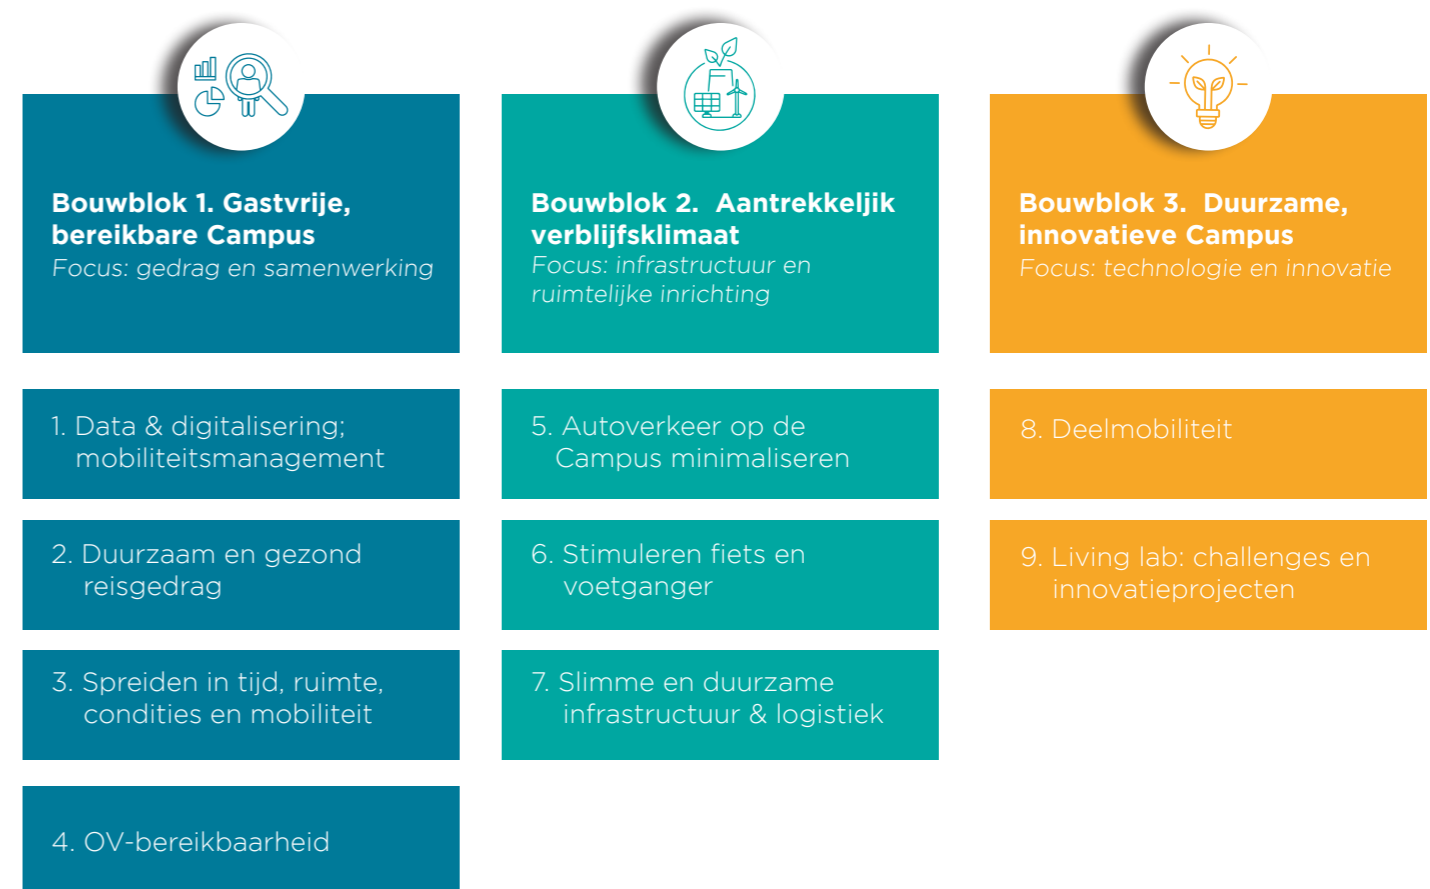 Bouwblok 1. Gastvrije,
bereikbare Campus
Focus: gedrag en samenwerking
1. Data & digitalisering;
mobiliteitsmanagement
2. Duurzaam en gezond
reisgedrag
3. Spreiden in tijd, ruimte,
condities en mobiliteit
4. OV-bereikbaarheid
Bouwblok 2. Aantrekkeljik
verblijfsklimaat
Focus: infrastructuur en
ruimtelijke inrichting
5. Autoverkeer op de
Campus minimaliseren
6. Stimuleren fiets en
voetganger
7. Slimme en duurzame
infrastructuur & logistiek
Bouwblok 3. Duurzame,
innovatieve Campus
Focus: technologie en innovatie
8. Deelmobiliteit
9. Living lab: challenges en
innovatieprojecten